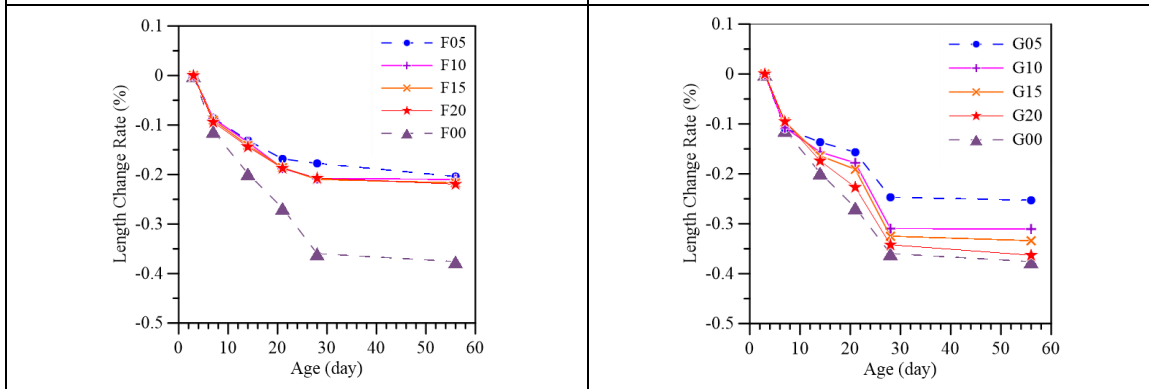 0.1
0
-0.1
-0.2
-0.3
-0.4
-0.5
Length Change Rate (%)
F05
F10
F15
F20
F00
0 10 20 30 40 50 60
Age (day)
0.1
0
-0.1
-0.2
-0.3
-0.4
-0.5
Length Change Rate (%)
G05
G10
G15
G20
G00
0 10 20 30 40 50 60
Age (day)